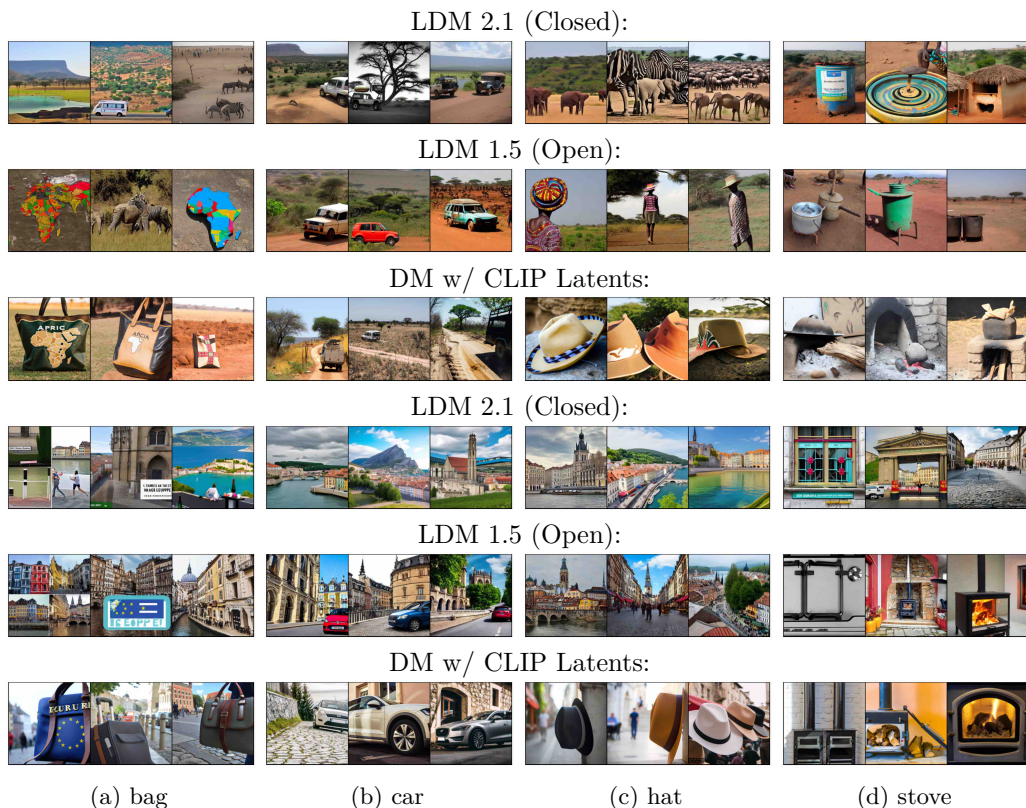 LDM 2.1 (Closed):
LDM 1.5 (Open):
DM w/ CLIP Latents:
APRIC
LDM 2.1 (Closed):
LDM 1.5 (Open):
DM w/ CLIP Latents:
(a) bag
(b) car
(c) hat
(d) stove